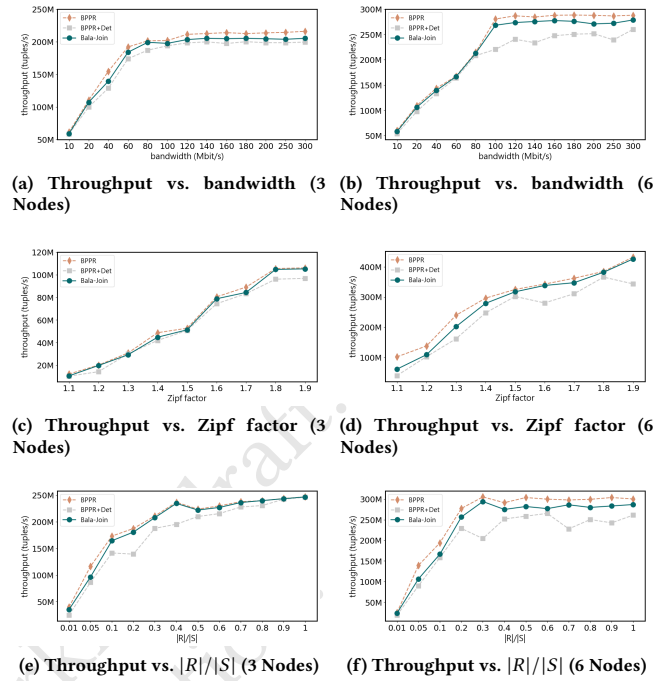 250M
200M
150M
100M
50M
throughput (tuples/s)
BPPR
BPPR+Det
Bala-Join
10 20 40 60 80 100 120 140 160 180 200 250 300
bandwidth (Mbit/s)
(a) Throughput vs. bandwidth (3
Nodes)
300M
250M
200M
150M
100M
50M
throughput (tuples/s)
BPPR
BPPR+Det
Bala-Join
10 20 40 60 80 100 120 140 160 180 200 250 300
bandwidth (Mbit/s)
(b) Throughput vs. bandwidth (6
Nodes)
120M
100M
80M
60M
40M
20M
throughput (tuples/s)
BPPR
BPPR+Det
Bala-Join
1.1 1.2 1.3 1.4 1.5 1.6 1.7 1.8 1.9
Zipf factor
(c) Throughput vs. Zipf factor (3
Nodes)
400M
300M
200M
100M
throughput (tuples/s)
BPPR
BPPR+Det
Bala-Join
1.1 1.2 1.3 1.4 1.5 1.6 1.7 1.8 1.9
Zipf factor
(d) Throughput vs. Zipf factor (6
Nodes)
250M
200M
150M
100M
50M
throughput (tuples/s)
BPPR
BPPR+Det
Bala-Join
0.01 0.05 0.1 0.2 0.3 0.4 0.5 0.6 0.7 0.8 0.9 1
|R|/|S|
(e) Throughput vs. |R|/|S| (3 Nodes)
300M
250M
200M
150M
100M
50M
throughput (tuples/s)
BPPR
BPPR+Det
Bala-Join
0.01 0.05 0.1 0.2 0.3 0.4 0.5 0.6 0.7 0.8 0.9 1
|R|/|S|
(f) Throughput vs. |R|/|S| (6 Nodes)
draft.